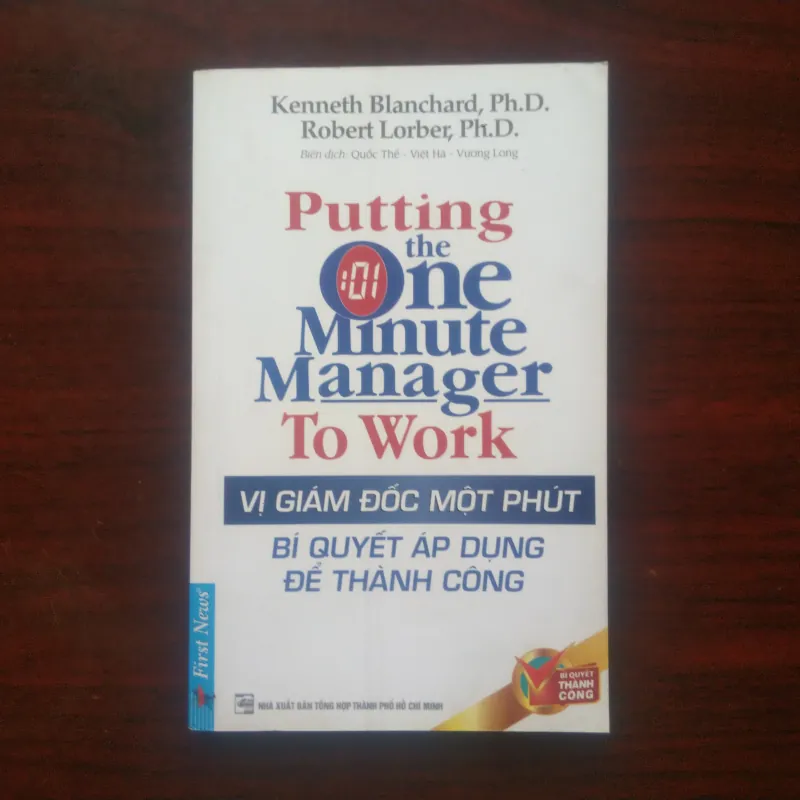 Kenneth Blanchard, Ph.D.
Robert Lorber, Ph.D.
Biên dịch: Quốc Thế - Việt Hà - Vương Long
Putting
the
:01
One
Minute
Manager
To Work
VỊ GIÁM ĐỐC MỘT PHÚT
BÍ QUYẾT ÁP DỤNG
ĐỂ THÀNH CÔNG
First News
BÍ QUYẾT
THÀNH
CÔNG
NHÀ XUẤT BẢN TỔNG HỢP THÀNH PHỐ HỒ CHÍ MINH